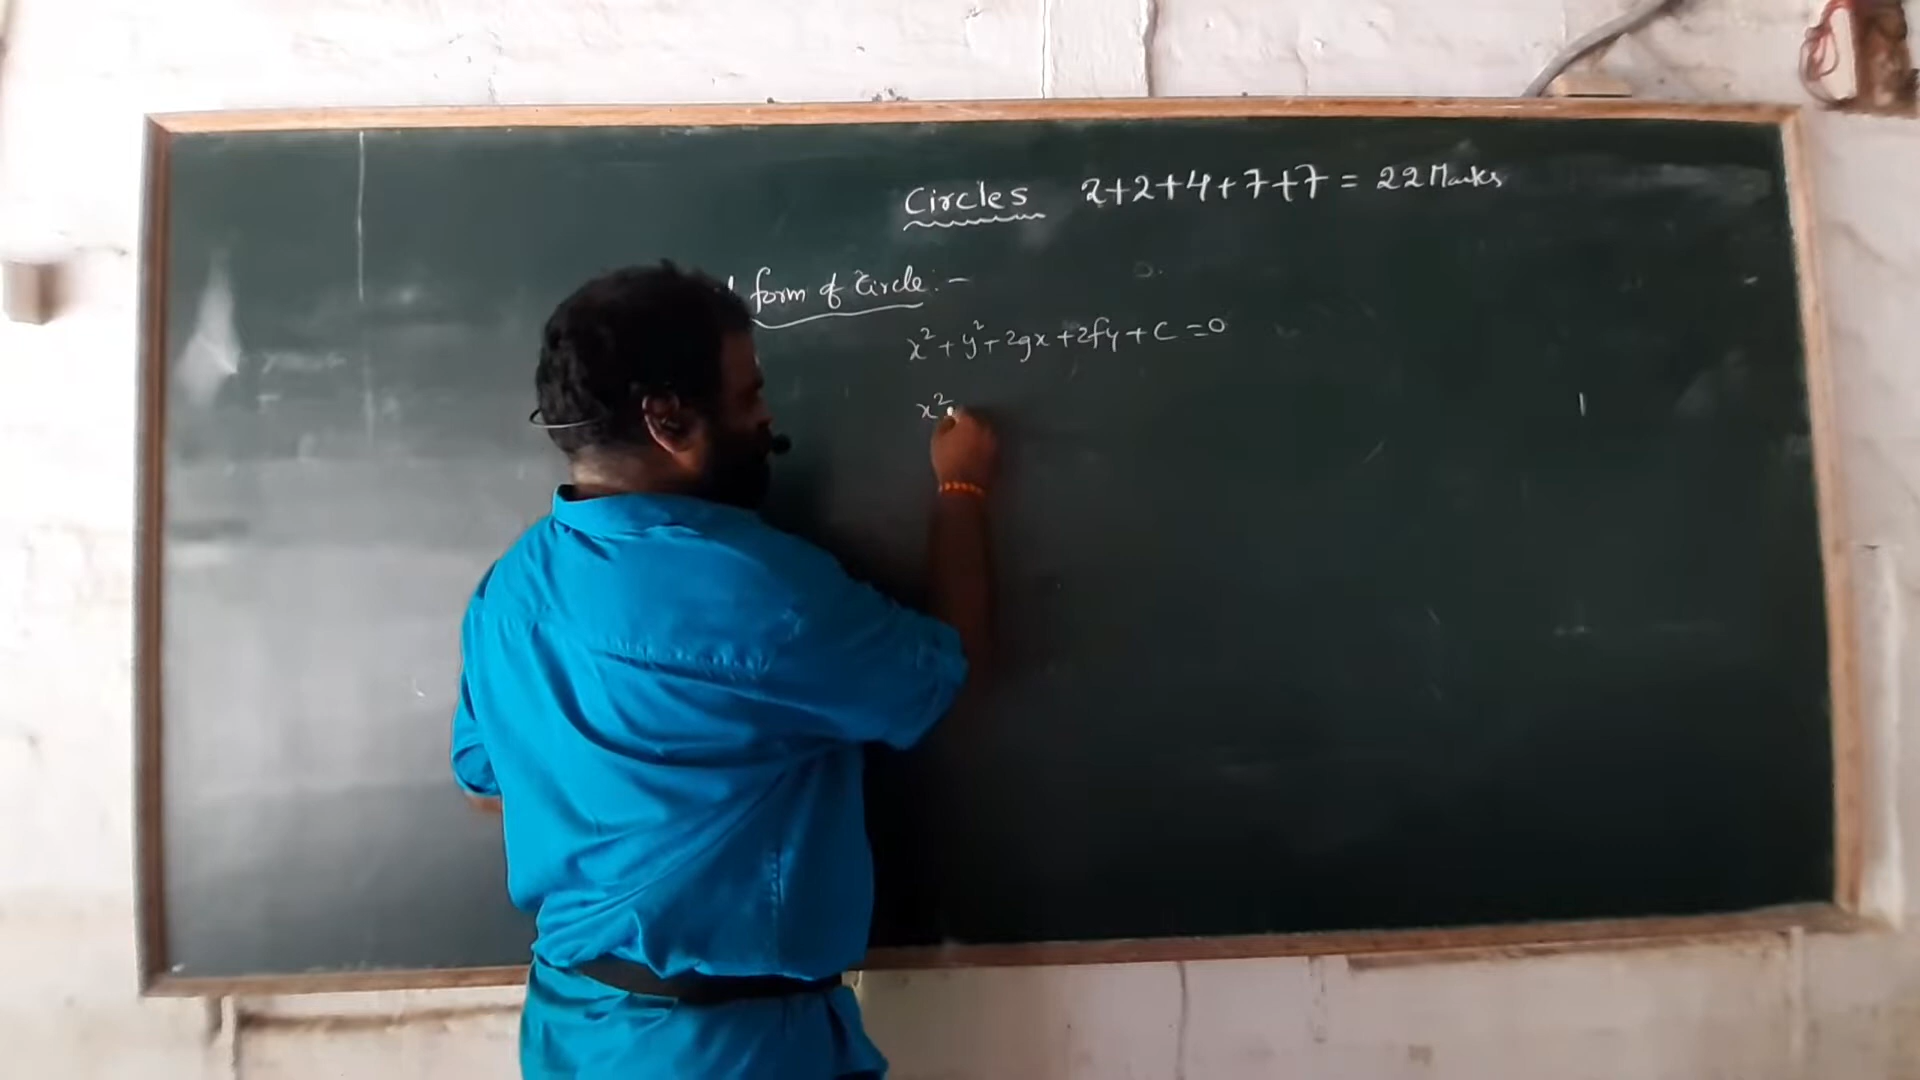 Circles 2+2+4+7+7 = 22 Marks
form of Circle :-
x²+y²+2gx+2fy+c=0
x²